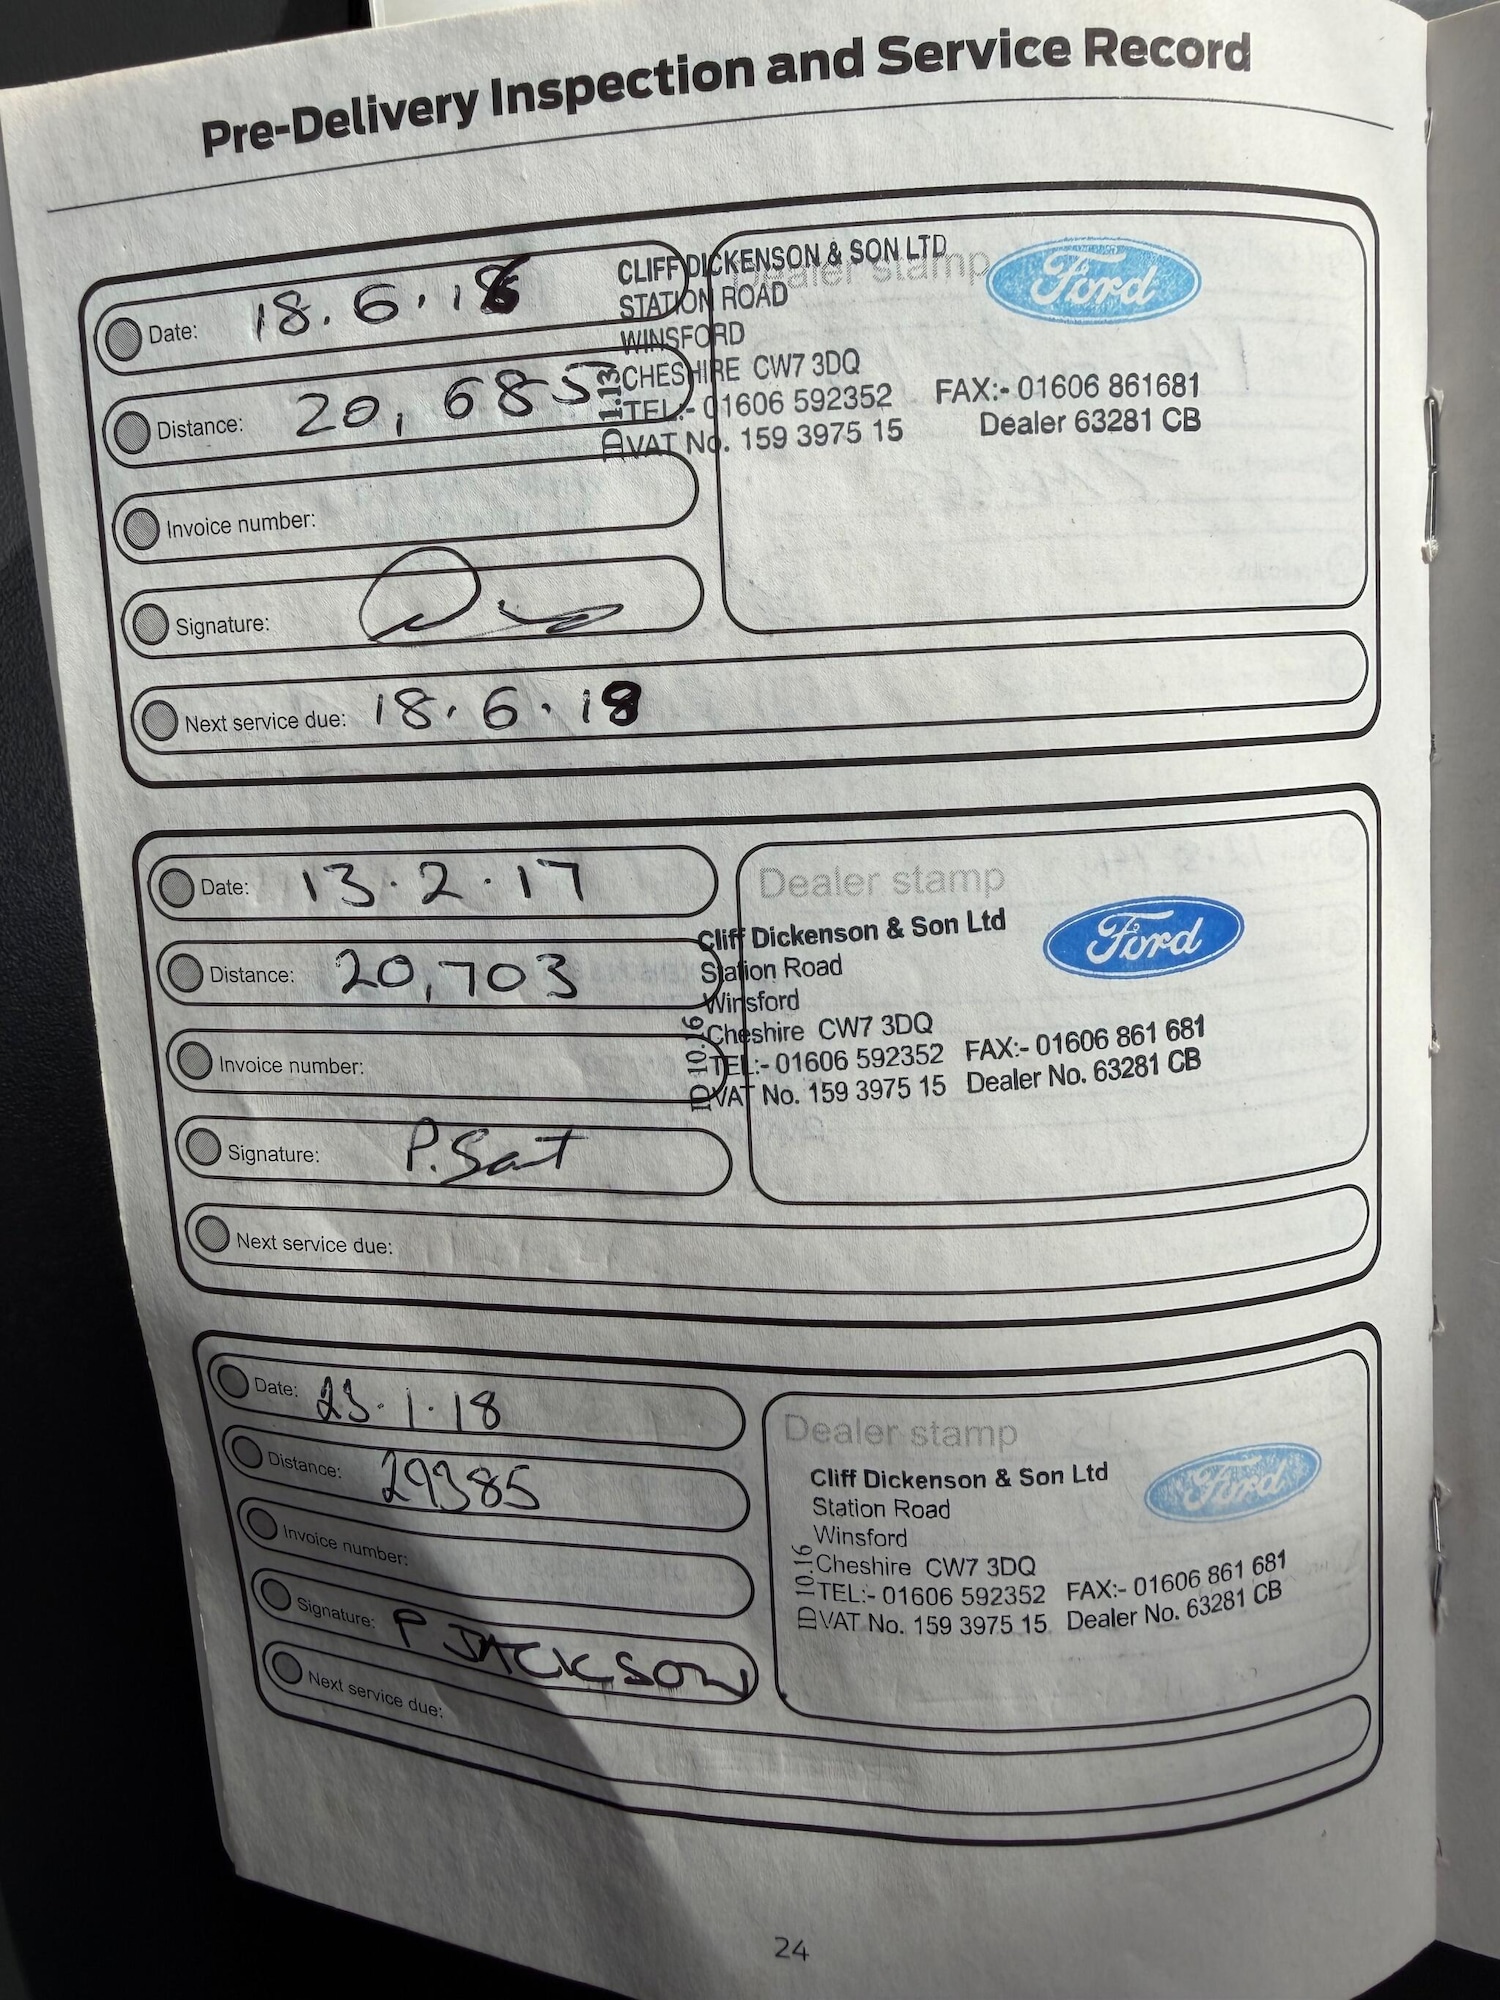 Pre-Delivery Inspection and Service Record
Date: 18.6.16
Distance: 20,685
Invoice number:
Signature:
Next service due: 18.6.18
Dealer stamp
CLIFF DICKENSON & SON LTD
STATION ROAD
WINSFORD
CHESHIRE CW7 3DQ
TEL:- 01606 592352 FAX:- 01606 861681
VAT No. 159 3975 15 Dealer 63281 CB
ID 1.13
Ford
Date: 13.2.17
Distance: 20,703
Invoice number:
Signature: P.
Next service due:
Dealer stamp
Cliff Dickenson & Son Ltd
Station Road
Winsford
Cheshire CW7 3DQ
TEL:- 01606 592352 FAX:- 01606 861 681
VAT No. 159 3975 15 Dealer No. 63281 CB
ID 10.16
Ford
Date: 23.1.18
Distance: 29385
Invoice number:
Signature: P JACKSON
Next service due:
Dealer stamp
Cliff Dickenson & Son Ltd
Station Road
Winsford
Cheshire CW7 3DQ
TEL:- 01606 592352 FAX:- 01606 861 681
VAT No. 159 3975 15 Dealer No. 63281 CB
ID 10.16
Ford
24